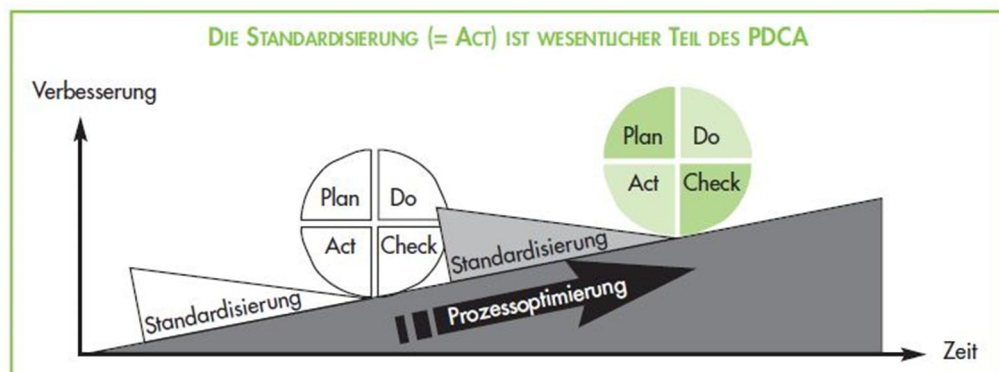 DIE STANDARDISIERUNG (= ACT) IST WESENTLICHER TEIL DES PDCA
Verbesserung
Plan
Do
Act
Check
Plan
Do
Act
Check
Standardisierung
Standardisierung
Prozessoptimierung
Zeit